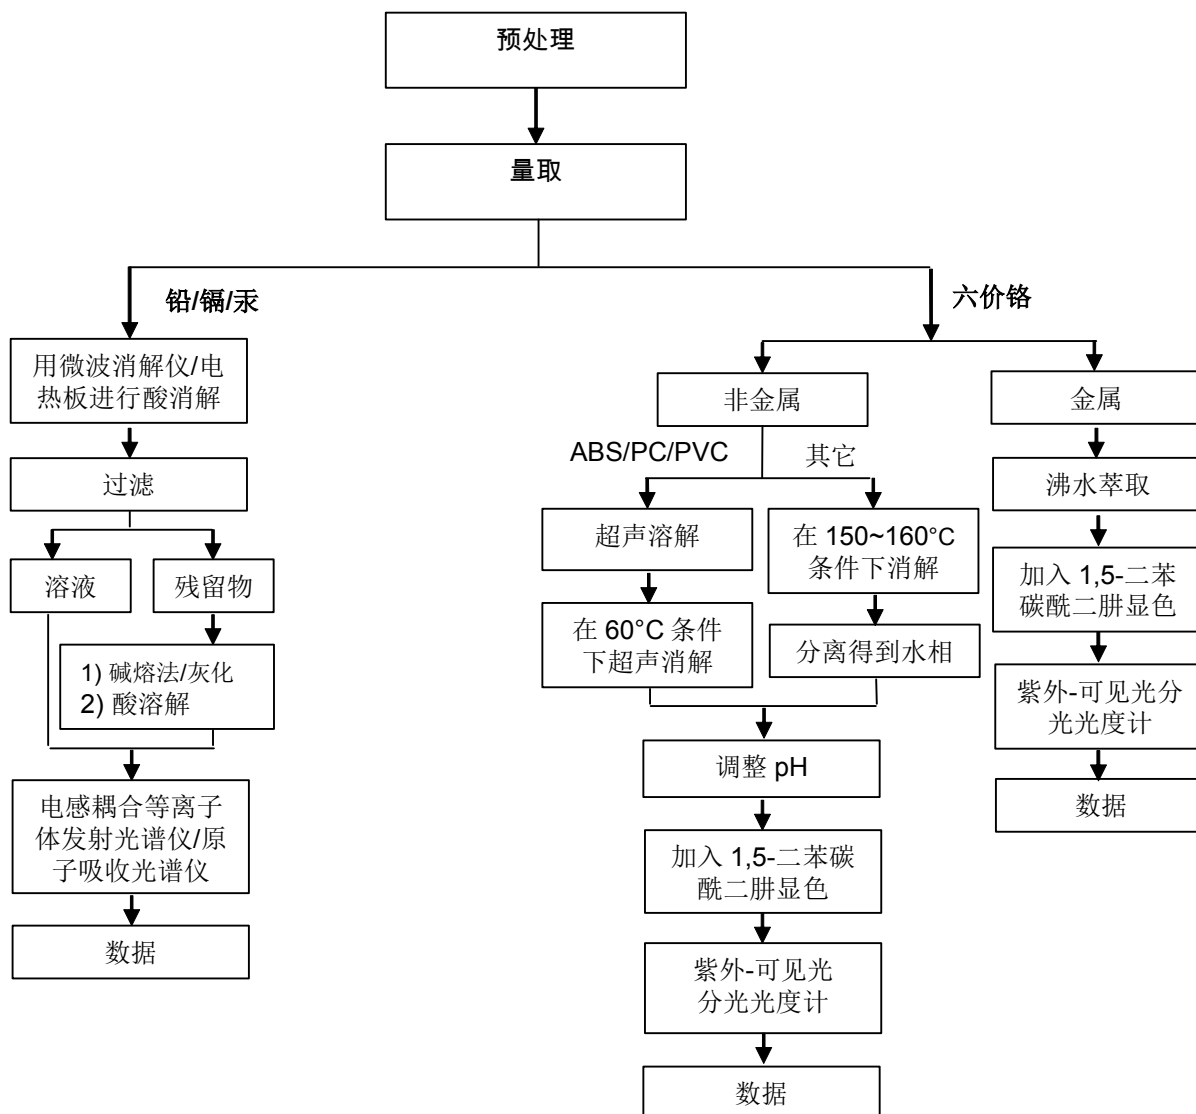 预处理
量取
铅/镉/汞
六价铬
用微波消解仪/电
热板进行酸消解
过滤
溶液
残留物
1) 碱熔法/灰化
2) 酸溶解
电感耦合等离子
体发射光谱仪/原
子吸收光谱仪
数据
非金属
ABS/PC/PVC
其它
超声溶解
在 60°C 条件
下超声消解
在 150~160°C
条件下消解
分离得到水相
调整 pH
加入 1,5-二苯碳
酰二肼显色
紫外-可见光
分光光度计
数据
金属
沸水萃取
加入 1,5-二苯
碳酰二肼显色
紫外-可见光分
光光度计
数据